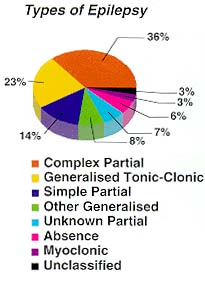 Types of Epilepsy
36%
23%
3%
3%
6%
14%
7%
8%
Complex Partial
Generalised Tonic-Clonic
Simple Partial
Other Generalised
Unknown Partial
Absence
Myoclonic
Unclassified